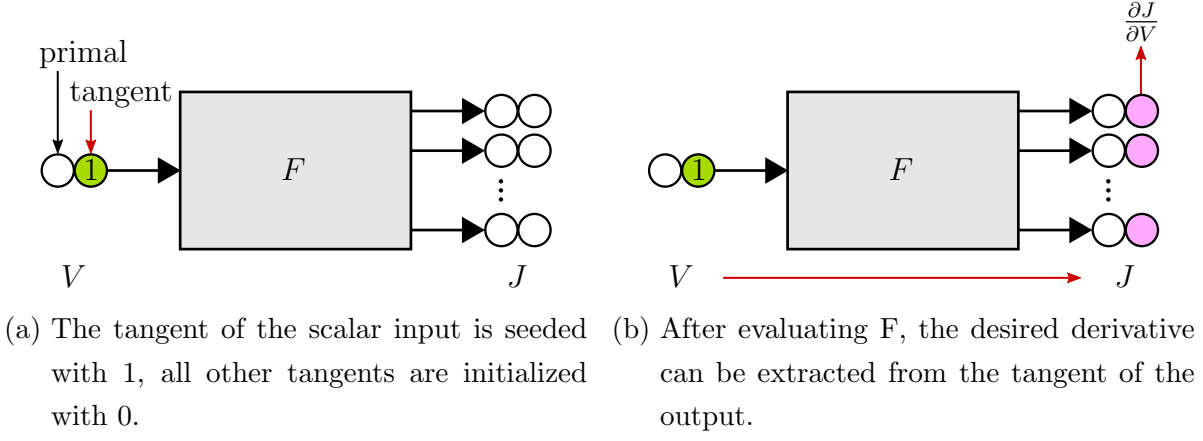 ∂J
∂V
primal
tangent
1
F
V
J
1
F
V
J
(a) The tangent of the scalar input is seeded
with 1, all other tangents are initialized
with 0.
(b) After evaluating F, the desired derivative
can be extracted from the tangent of the
output.